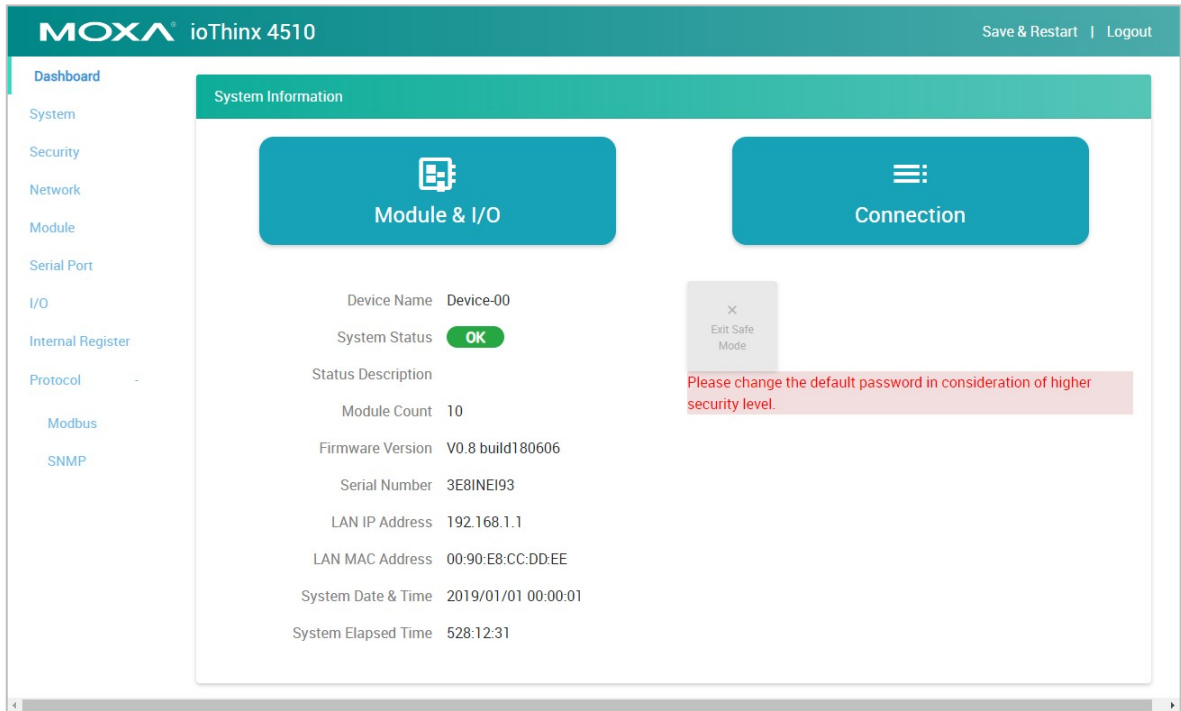 MOXA® ioThinx 4510
Save & Restart | Logout
Dashboard
System
Security
Network
Module
Serial Port
I/O
Internal Register
Protocol -
Modbus
SNMP
System Information
Module & I/O
Connection
Device Name Device-00
System Status OK
Status Description
Module Count 10
Firmware Version V0.8 build180606
Serial Number 3E8INEI93
LAN IP Address 192.168.1.1
LAN MAC Address 00:90:E8:CC:DD:EE
System Date & Time 2019/01/01 00:00:01
System Elapsed Time 528:12:31
× 
Exit Safe
Mode
Please change the default password in consideration of higher
security level.